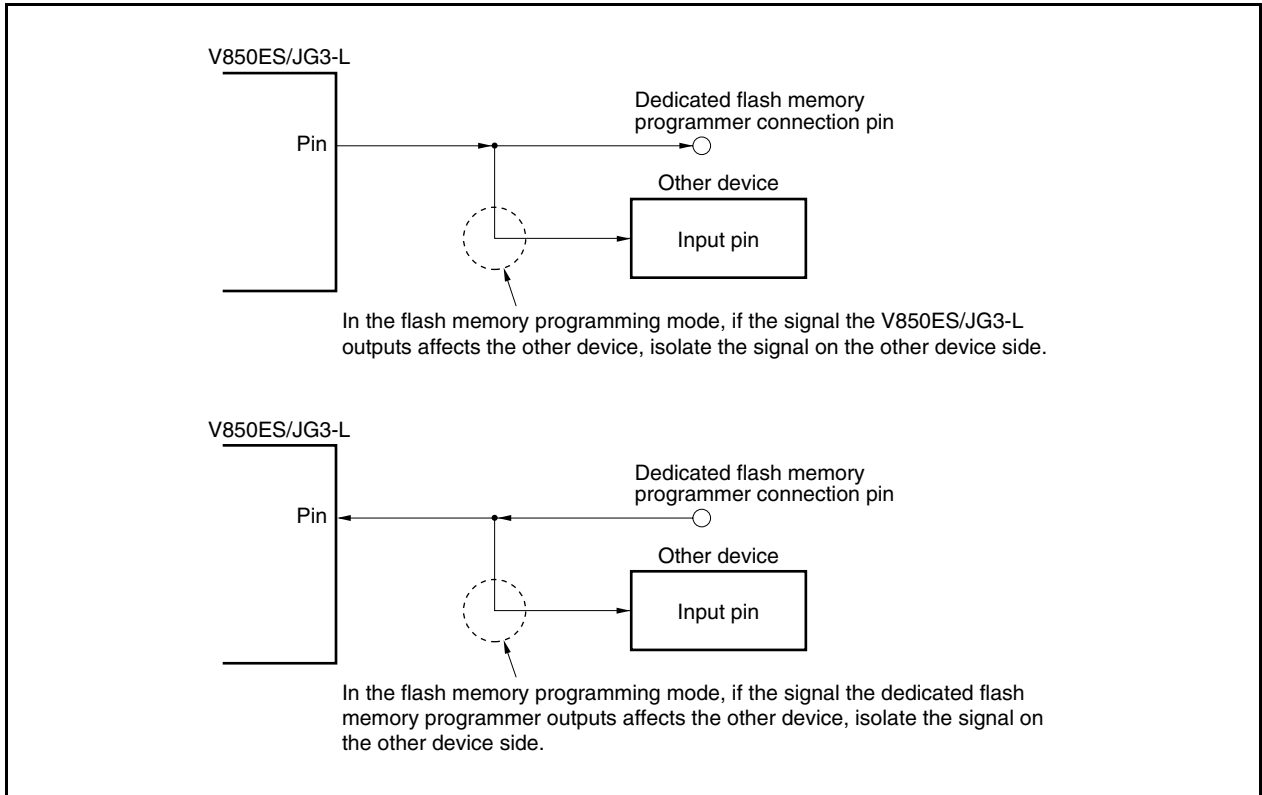 V850ES/JG3-L
Dedicated flash memory
programmer connection pin
Pin
Other device
Input pin
In the flash memory programming mode, if the signal the V850ES/JG3-L
outputs affects the other device, isolate the signal on the other device side.
V850ES/JG3-L
Dedicated flash memory
programmer connection pin
Pin
Other device
Input pin
In the flash memory programming mode, if the signal the dedicated flash
memory programmer outputs affects the other device, isolate the signal on
the other device side.